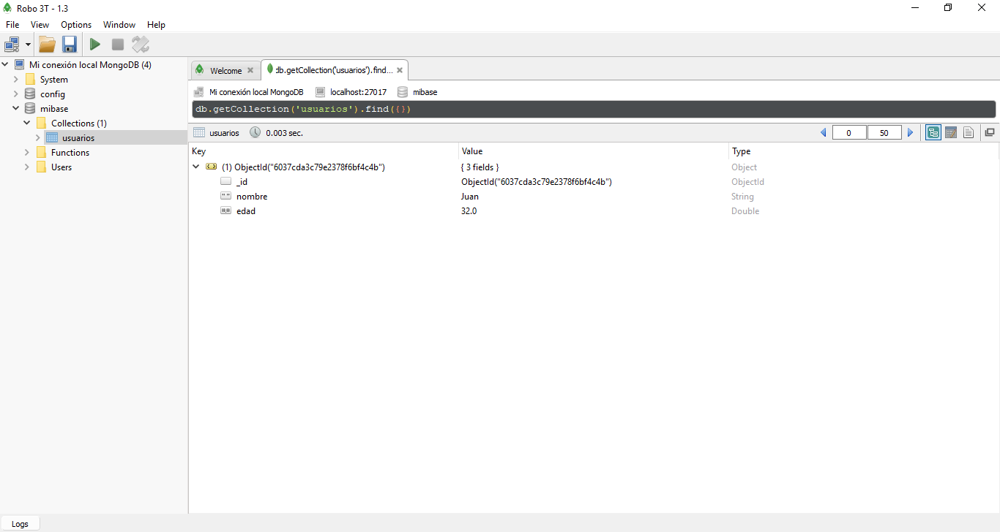 Robo 3T - 1.3
File View Options Window Help
Mi conexión local MongoDB (4)
System
config
mibase
Collections (1)
usuarios
Functions
Users
Welcome db.getCollection('usuarios').find...
Mi conexión local MongoDB localhost:27017 mibase
db.getCollection('usuarios').find({})
usuarios 0.003 sec. 0 50
Key Value Type
(1) ObjectId("6037cda3c79e2378f6bf4c4b") { 3 fields } Object
_id ObjectId("6037cda3c79e2378f6bf4c4b") ObjectId
" " nombre Juan String
## edad 32.0 Double
Logs